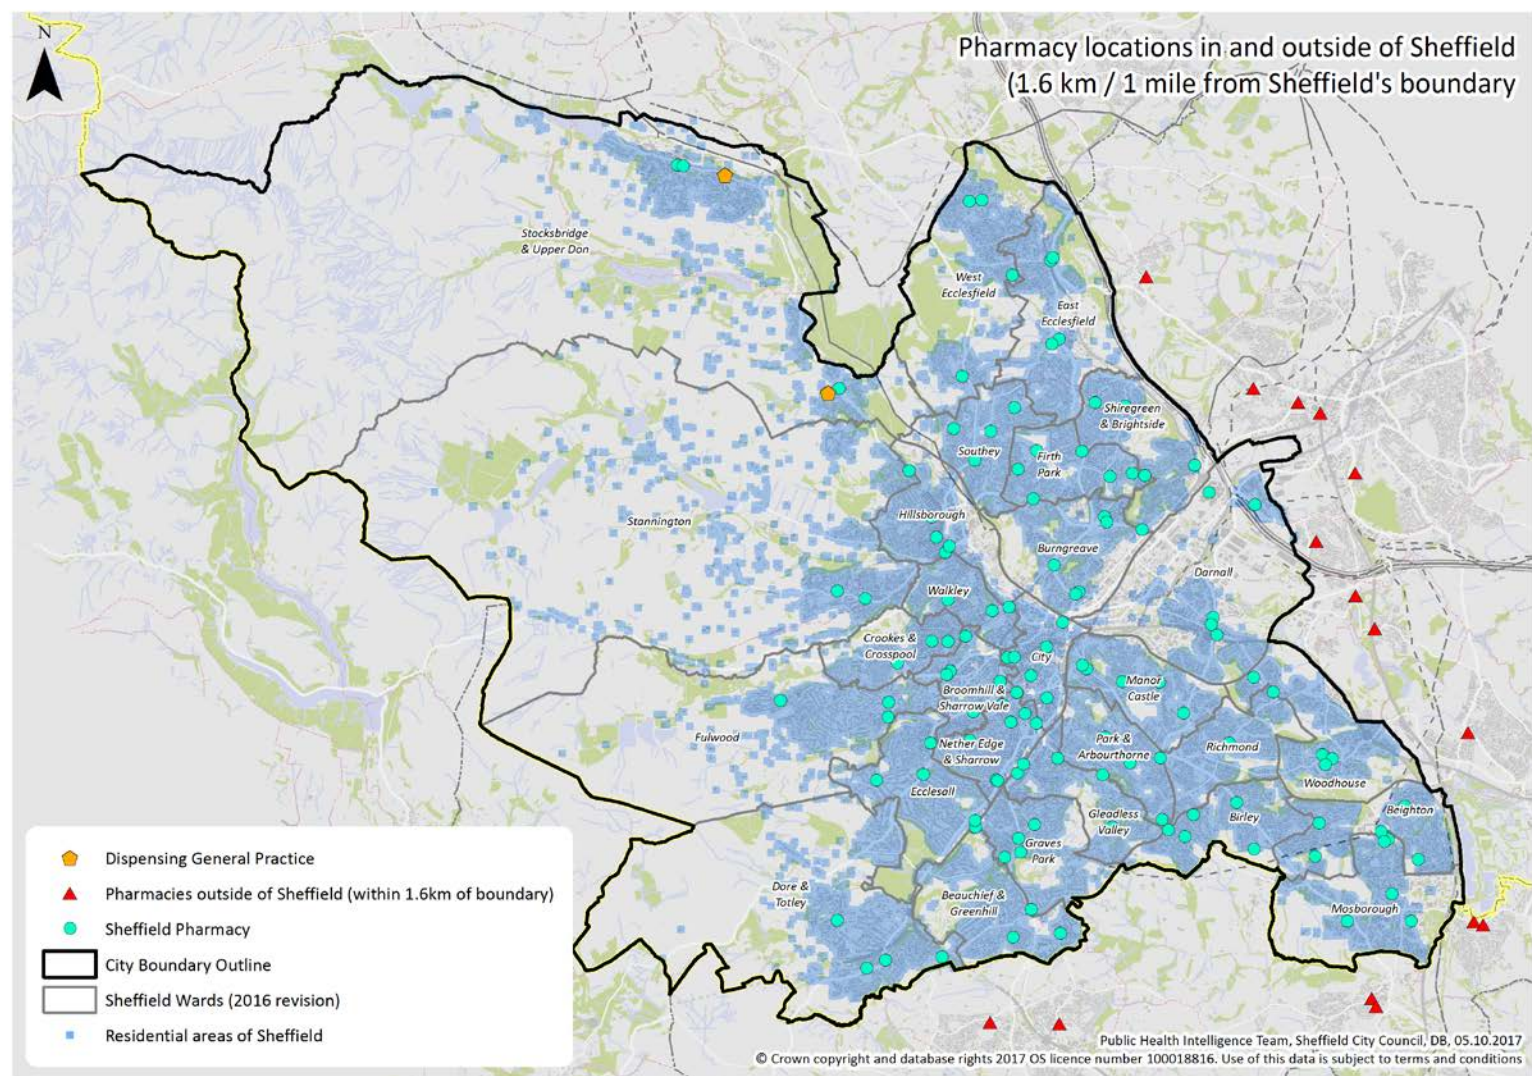 N
Pharmacy locations in and outside of Sheffield
(1.6 km / 1 mile from Sheffield's boundary
Stocksbridge
& Upper Don
West
Ecclesfield
East
Ecclesfield
Shiregreen
& Brightside
Southey
Firth
Park
Hillsborough
Stannington
Burngreave
Darnall
Walkley
Crookes &
Crosspool
City
Manor
Castle
Broomhill &
Sharrow Vale
Fulwood
Nether Edge
& Sharrow
Park &
Arbourthorne
Richmond
Woodhouse
Ecclesall
Gleadless
Valley
Birley
Beighton
Graves
Park
Dore &
Totley
Beauchief &
Greenhill
Mosborough
Dispensing General Practice
Pharmacies outside of Sheffield (within 1.6km of boundary)
Sheffield Pharmacy
City Boundary Outline
Sheffield Wards (2016 revision)
Residential areas of Sheffield
Public Health Intelligence Team, Sheffield City Council, DB, 05.10.2017
© Crown copyright and database rights 2017 OS licence number 100018816. Use of this data is subject to terms and conditions